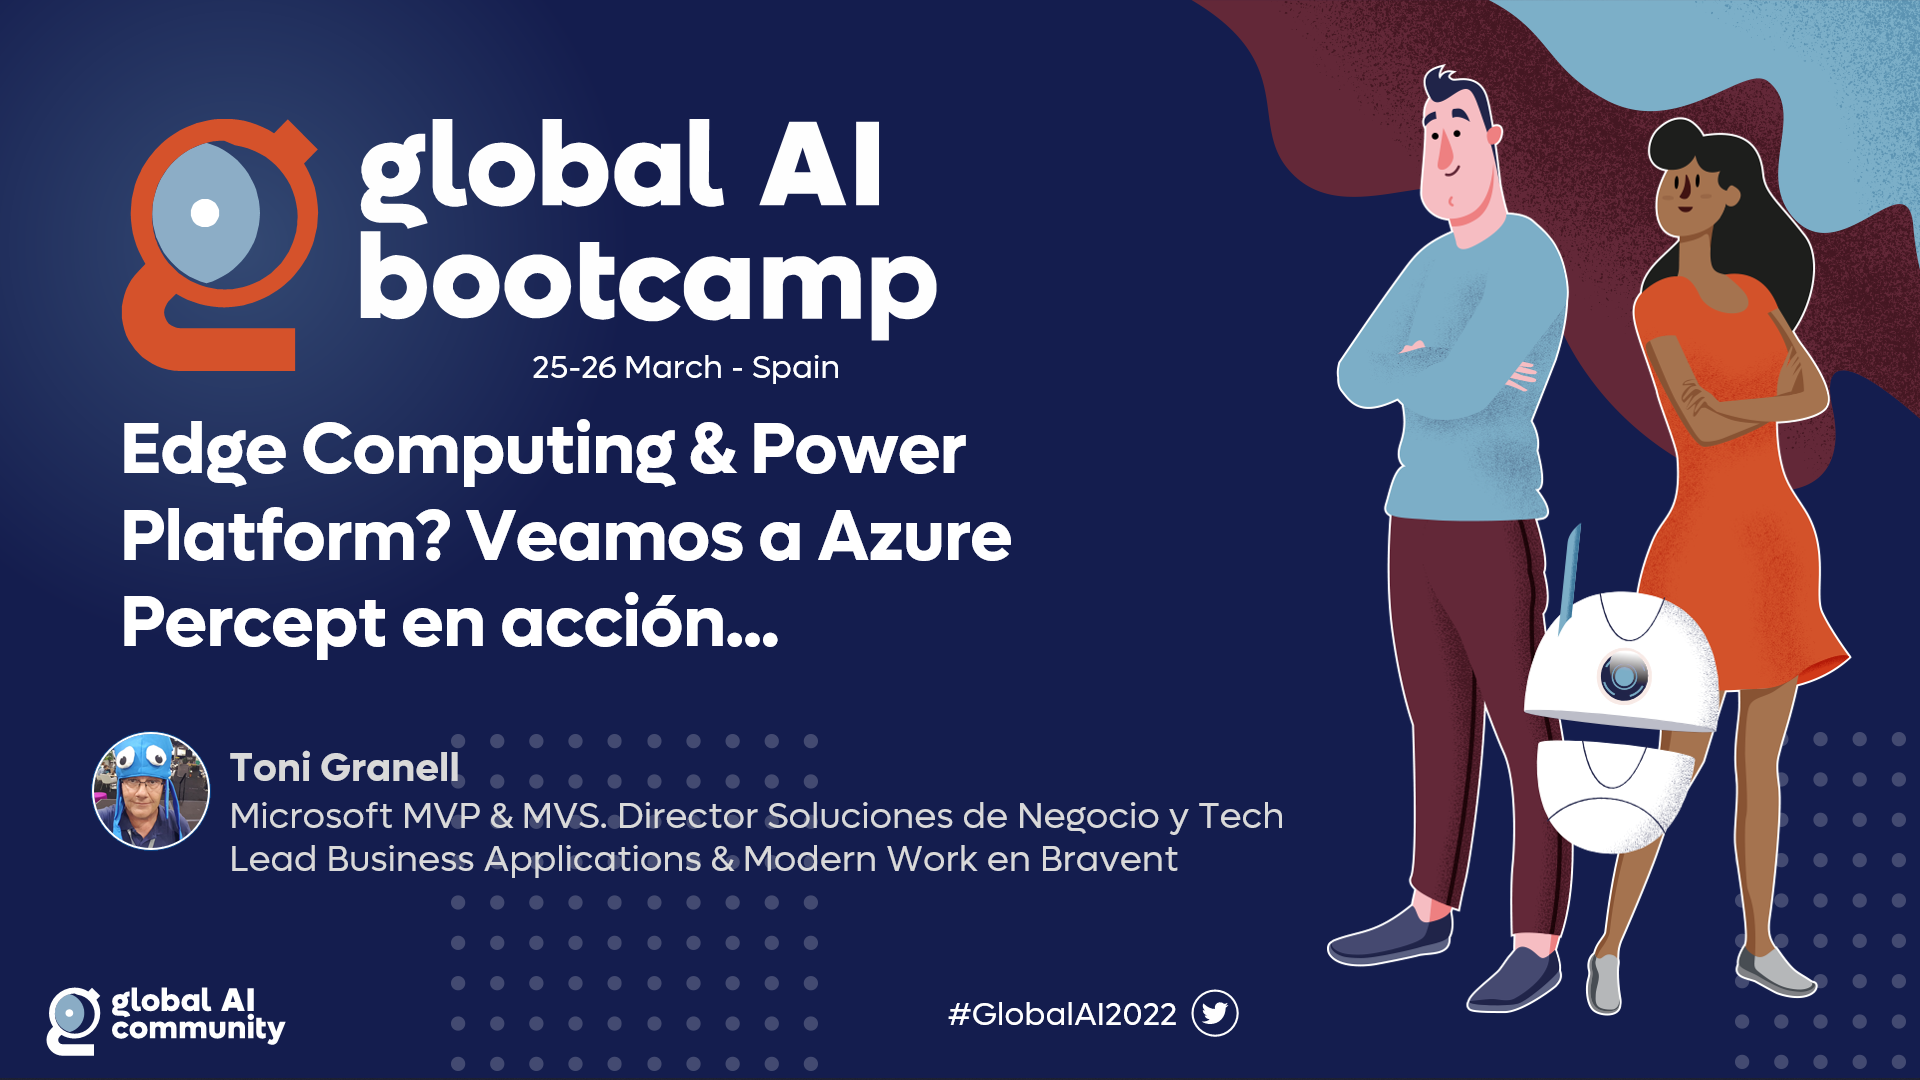 global AI
bootcamp
25-26 March - Spain
Edge Computing & Power
Platform? Veamos a Azure
Percept en acción...
Toni Granell
Microsoft MVP & MVS. Director Soluciones de Negocio y Tech
Lead Business Applications & Modern Work en Bravent
global AI
community
#GlobalAI2022